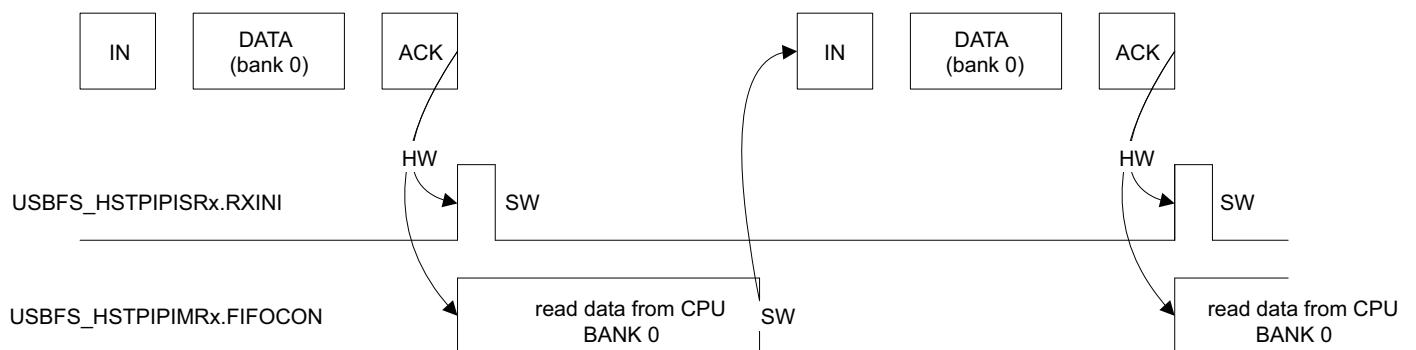 IN
DATA
(bank 0)
ACK
IN
DATA
(bank 0)
ACK
HW
HW
USBFS_HSTPIPISRx.RXINI
SW
SW
USBFS_HSTPIPIMRx.FIFOCON
read data from CPU
BANK 0
SW
read data from CPU
BANK 0